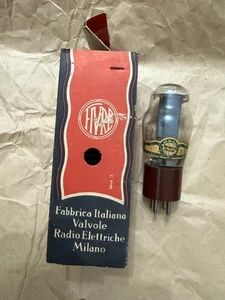 FIVRE
Fabbrica Italiana
Valvole
Radio Elettriche
Milano